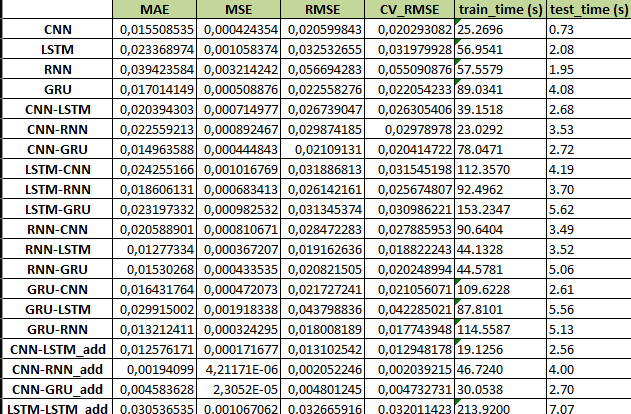 MAE MSE RMSE CV_RMSE train_time (s) test_time (s)
CNN 0,015508535 0,000424354 0,020599843 0,020293082 25.2696 0.73
LSTM 0,023368974 0,001058374 0,032532655 0,031979928 56.9541 2.08
RNN 0,039423584 0,003214242 0,056694283 0,055090876 57.5579 1.95
GRU 0,017014149 0,000508876 0,022558276 0,022054233 89.0341 4.08
CNN-LSTM 0,020394303 0,000714977 0,026739047 0,026305406 39.1518 2.68
CNN-RNN 0,022559213 0,000892467 0,029874185 0,02978978 23.0292 3.53
CNN-GRU 0,014963588 0,000444843 0,02109131 0,020414722 78.0471 2.72
LSTM-CNN 0,024255166 0,001016769 0,031886813 0,031545198 112.3570 4.19
LSTM-RNN 0,018606131 0,000683413 0,026142161 0,025674807 92.4962 3.70
LSTM-GRU 0,023197332 0,000982532 0,031345374 0,030986221 153.2347 5.62
RNN-CNN 0,020588901 0,000810671 0,028472283 0,027885953 90.6404 3.49
RNN-LSTM 0,01277334 0,000367207 0,019162636 0,018822243 44.1328 3.52
RNN-GRU 0,01530268 0,000433535 0,020821505 0,020248994 44.5781 5.06
GRU-CNN 0,016431764 0,000472073 0,021727241 0,021056071 109.6228 2.61
GRU-LSTM 0,029915002 0,001918338 0,043798836 0,042285021 87.8101 5.56
GRU-RNN 0,013212411 0,000324295 0,018008189 0,017743948 114.5587 5.13
CNN-LSTM_add 0,012576171 0,000171677 0,013102542 0,012948178 19.1256 2.56
CNN-RNN_add 0,00194099 4,21171E-06 0,002052246 0,002039215 46.7240 4.00
CNN-GRU_add 0,004583628 2,3052E-05 0,004801245 0,004732731 30.0538 2.70
LSTM-LSTM_add 0,030536535 0,001067062 0,032665916 0,032011423 213.9200 7.07